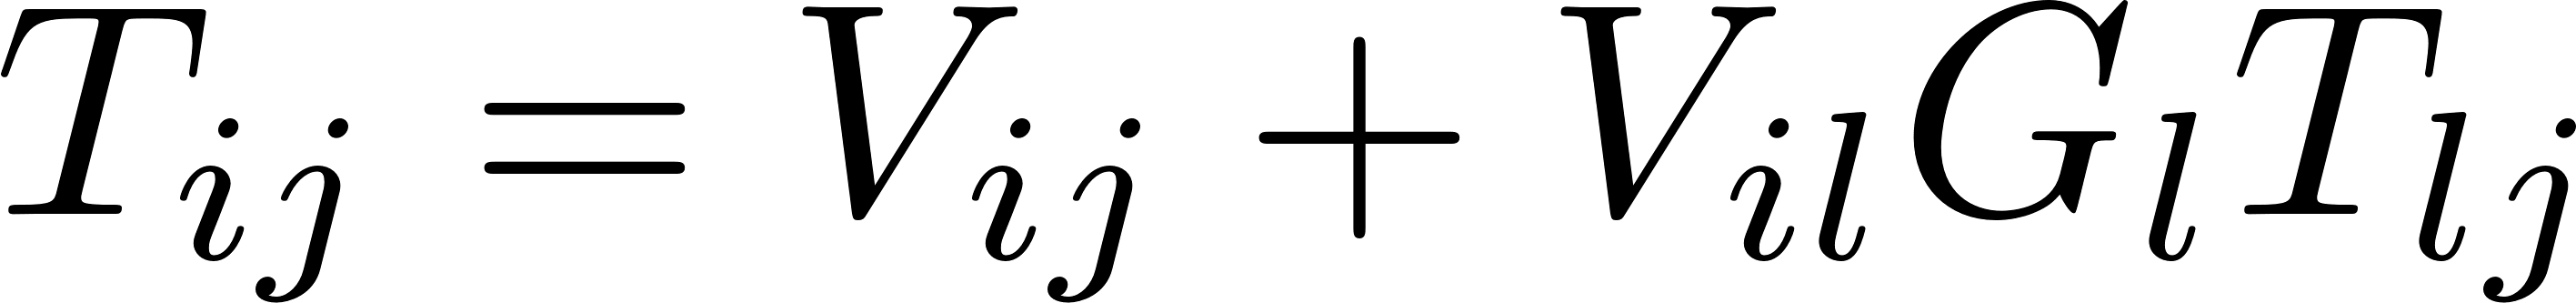 T_{ij} = V_{ij} + V_{il} G_l T_{lj}